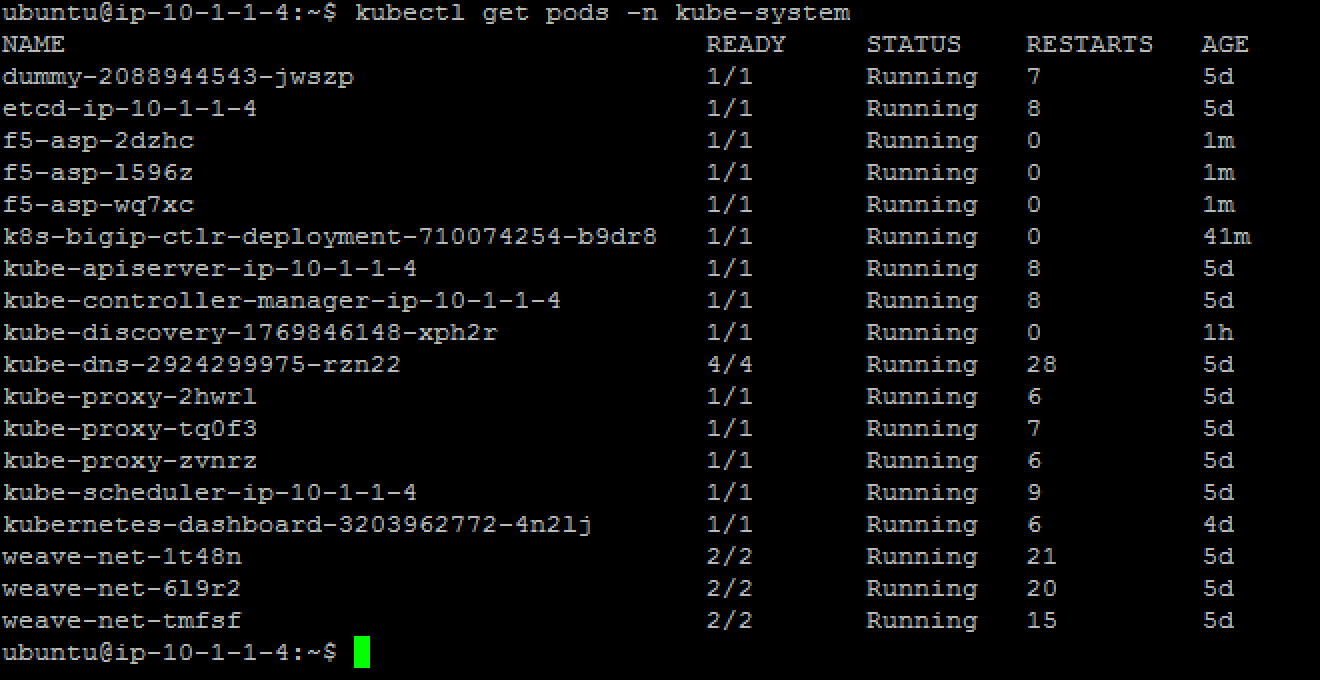 ubuntu@ip-10-1-1-4:~$ kubectl get pods -n kube-system
NAME READY STATUS RESTARTS AGE
dummy-2088944543-jwszp 1/1 Running 7 5d
etcd-ip-10-1-1-4 1/1 Running 8 5d
f5-asp-2dzhc 1/1 Running 0 1m
f5-asp-l596z 1/1 Running 0 1m
f5-asp-wq7xc 1/1 Running 0 1m
k8s-bigip-ctlr-deployment-710074254-b9dr8 1/1 Running 0 41m
kube-apiserver-ip-10-1-1-4 1/1 Running 8 5d
kube-controller-manager-ip-10-1-1-4 1/1 Running 8 5d
kube-discovery-1769846148-xph2r 1/1 Running 0 1h
kube-dns-2924299975-rzn22 4/4 Running 28 5d
kube-proxy-2hwrl 1/1 Running 6 5d
kube-proxy-tq0f3 1/1 Running 7 5d
kube-proxy-zvnrz 1/1 Running 6 5d
kube-scheduler-ip-10-1-1-4 1/1 Running 9 5d
kubernetes-dashboard-3203962772-4n2lj 1/1 Running 6 4d
weave-net-1t48n 2/2 Running 21 5d
weave-net-6l9r2 2/2 Running 20 5d
weave-net-tmfsf 2/2 Running 15 5d
ubuntu@ip-10-1-1-4:~$